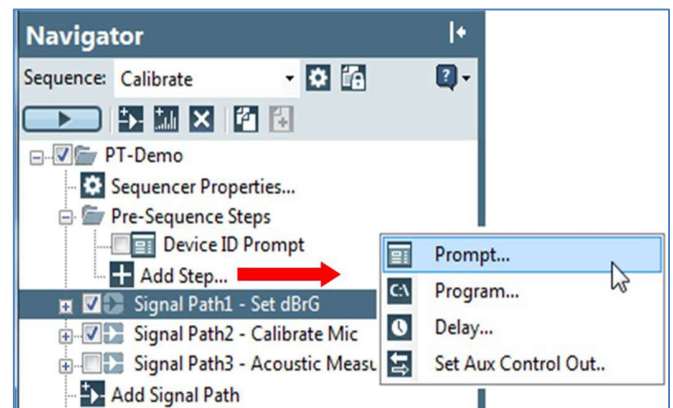 Navigator
Sequence: Calibrate
PT-Demo
Sequencer Properties...
Pre-Sequence Steps
Device ID Prompt
Add Step...
Signal Path1 - Set dBrG
Signal Path2 - Calibrate Mic
Signal Path3 - Acoustic Measu
Add Signal Path
Prompt...
C:\ Program...
Delay...
Set Aux Control Out..